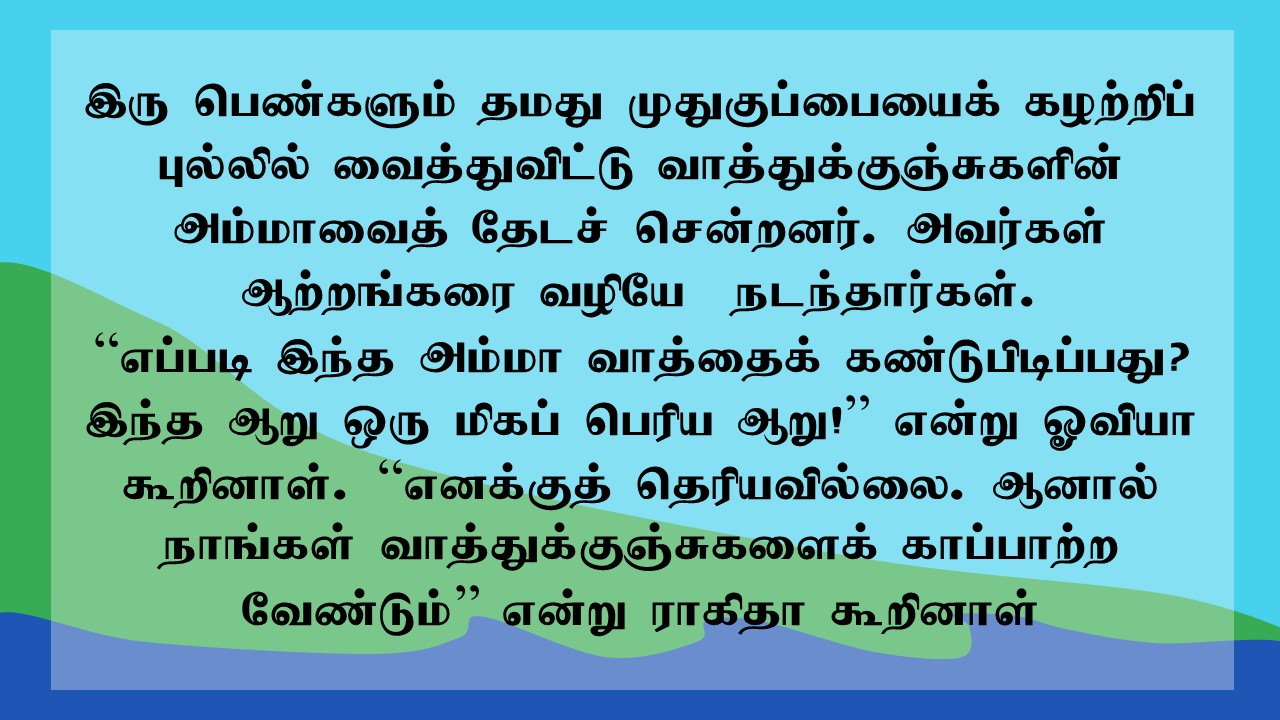 இரு பெண்களும் தமது முதுகுப்பையைக் கழற்றிப்
புல்லில் வைத்துவிட்டு வாத்துக்குஞ்சுகளின்
அம்மாவைத் தேடச் சென்றனர். அவர்கள்
ஆற்றங்கரை வழியே நடந்தார்கள்.
“எப்படி இந்த அம்மா வாத்தைக் கண்டுபிடிப்பது?
இந்த ஆறு ஒரு மிகப் பெரிய ஆறு!” என்று ஓவியா
கூறினாள். “எனக்குத் தெரியவில்லை. ஆனால்
நாங்கள் வாத்துக்குஞ்சுகளைக் காப்பாற்ற
வேண்டும்” என்று ராகிதா கூறினாள்